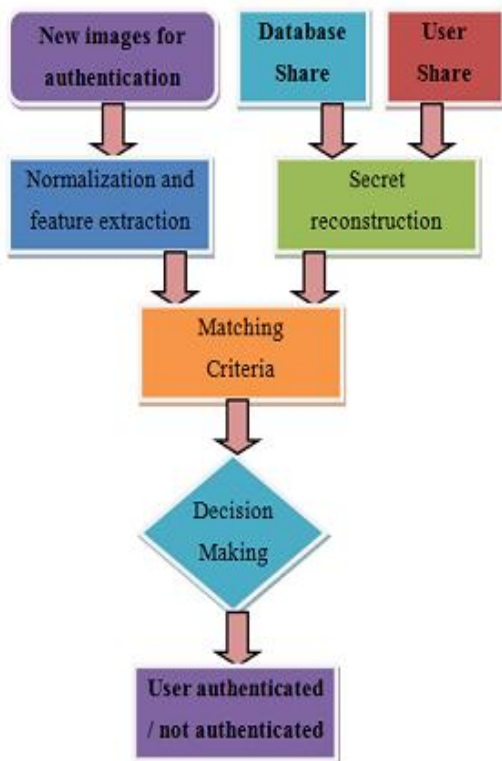 New images for
authentication
Database
Share
User
Share
Normalization and
feature extraction
Secret
reconstruction
Matching
Criteria
Decision
Making
User authenticated
/ not authenticated